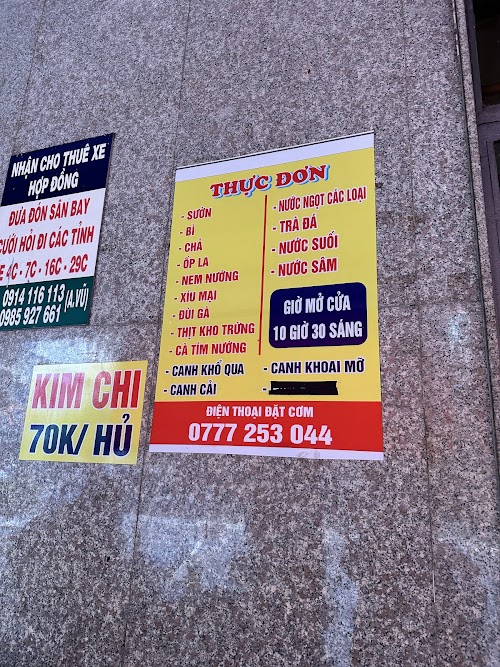 NHẬN CHO THUÊ XE
HỢP ĐỒNG
ĐƯA ĐÓN SÂN BAY
CƯỚI HỎI ĐI CÁC TỈNH
E 4C - 7C - 16C - 29C
0914 116 113 (A.VŨ)
0985 927 661
KIM CHI
70K/ HỦ
THỰC ĐƠN
- SƯỜN
- BÌ
- CHẢ
- ỐP LA
- NEM NƯỚNG
- XÍU MẠI
- ĐÙI GÀ
- THỊT KHO TRỨNG
- CÀ TÍM NƯỚNG
- NƯỚC NGỌT CÁC LOẠI
- TRÀ ĐÁ
- NƯỚC SUỐI
- NƯỚC SÂM
GIỜ MỞ CỬA
10 GIỜ 30 SÁNG
- CANH KHỔ QUA
- CANH CẢI
- CANH KHOAI MỠ
-
ĐIỆN THOẠI ĐẶT CƠM
0777 253 044